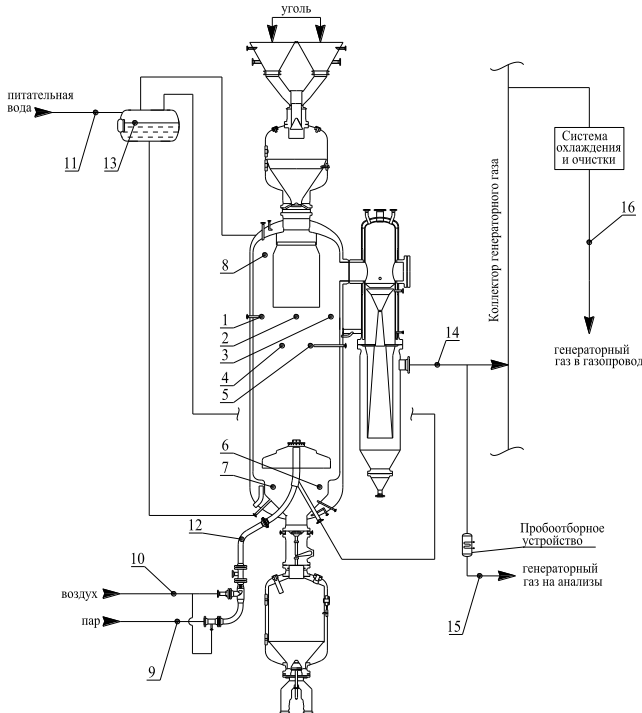 уголь
питательная
вода
11
13
8
1
2
3
4
5
6
7
12
10
воздух
пар
9
Коллектор генераторного газа
Система
охлаждения
и очистки
16
генераторный
газ в газопровод
14
Пробоотборное
устройство
генераторный
газ на анализы
15